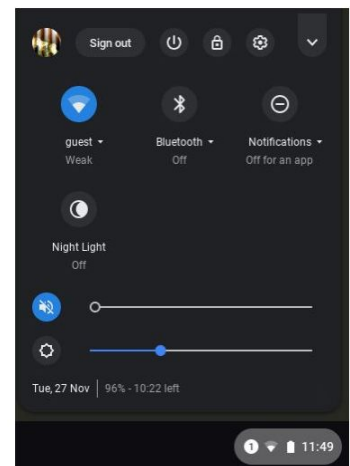 Sign out
guest Bluetooth Notifications
Weak Off Off for an app
Night Light
Off
Tue, 27 Nov 96% - 10:22 left
1 11:49